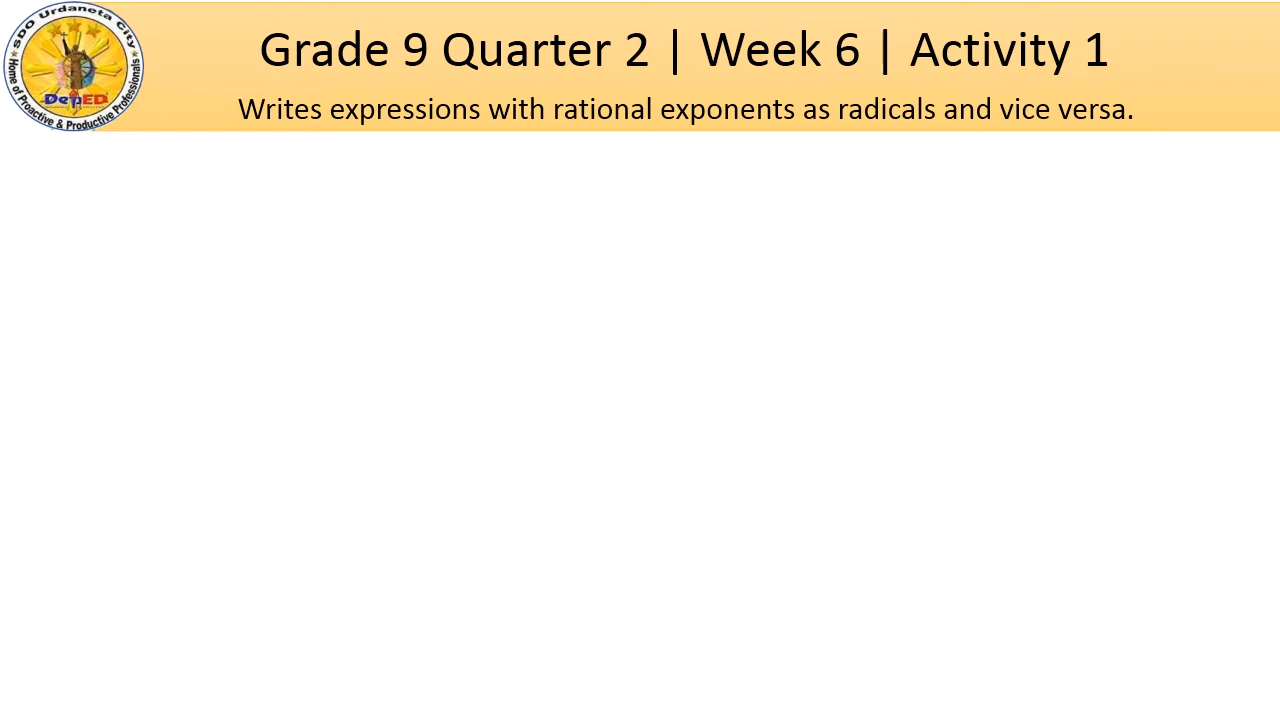 Grade 9 Quarter 2 | Week 6 | Activity 1
Writes expressions with rational exponents as radicals and vice versa.
SDO Urdaneta City
Home of Proactive & Productive Professionals
DepED